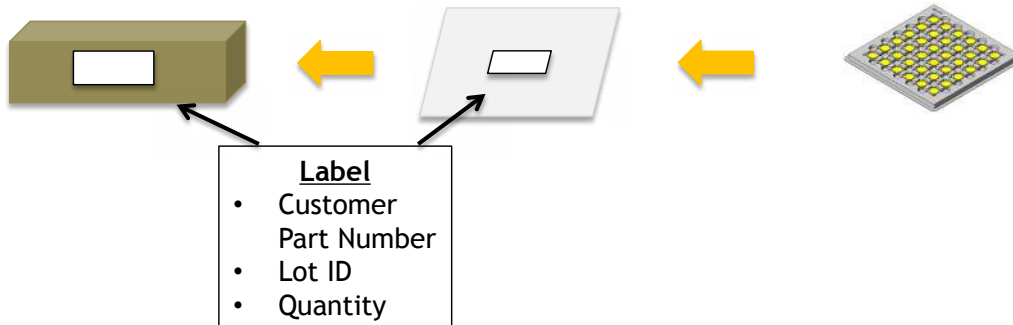 Label
• Customer
Part Number
• Lot ID
• Quantity